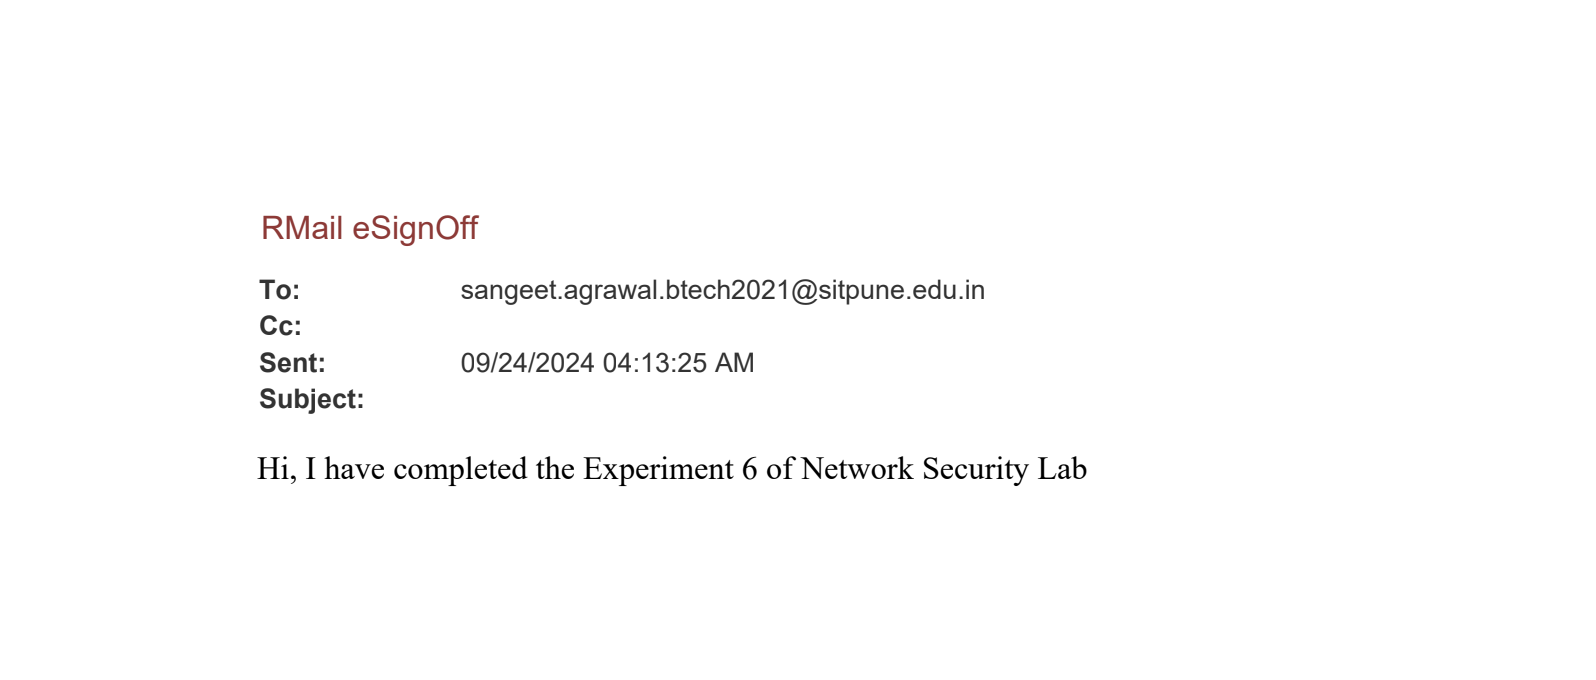 RMail eSignOff
To: sangeet.agrawal.btech2021@sitpune.edu.in
Cc:
Sent: 09/24/2024 04:13:25 AM
Subject:
Hi, I have completed the Experiment 6 of Network Security Lab